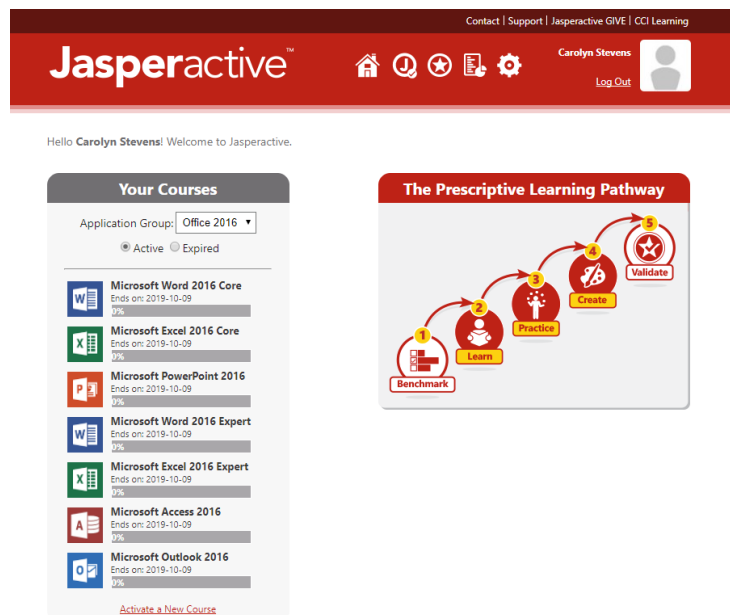 Contact | Support | Jasperactive GIVE | CCI Learning
Jasperactive™
Carolyn Stevens
Log Out
Hello Carolyn Stevens! Welcome to Jasperactive.
Your Courses
Application Group: Office 2016
Active Expired
Microsoft Word 2016 Core
Ends on: 2019-10-09
0%
Microsoft Excel 2016 Core
Ends on: 2019-10-09
0%
Microsoft PowerPoint 2016
Ends on: 2019-10-09
0%
Microsoft Word 2016 Expert
Ends on: 2019-10-09
0%
Microsoft Excel 2016 Expert
Ends on: 2019-10-09
0%
Microsoft Access 2016
Ends on: 2019-10-09
0%
Microsoft Outlook 2016
Ends on: 2019-10-09
0%
Activate a New Course
The Prescriptive Learning Pathway
1
Benchmark
2
Learn
3
Practice
4
Create
5
Validate